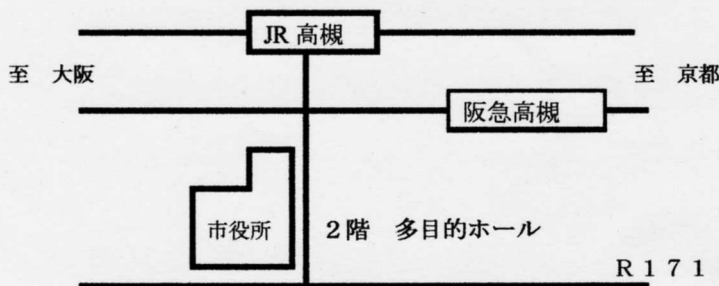 JR 高槻
至　大阪
至　京都
阪急高槻
市役所
２階　多目的ホール
Ｒ１７１